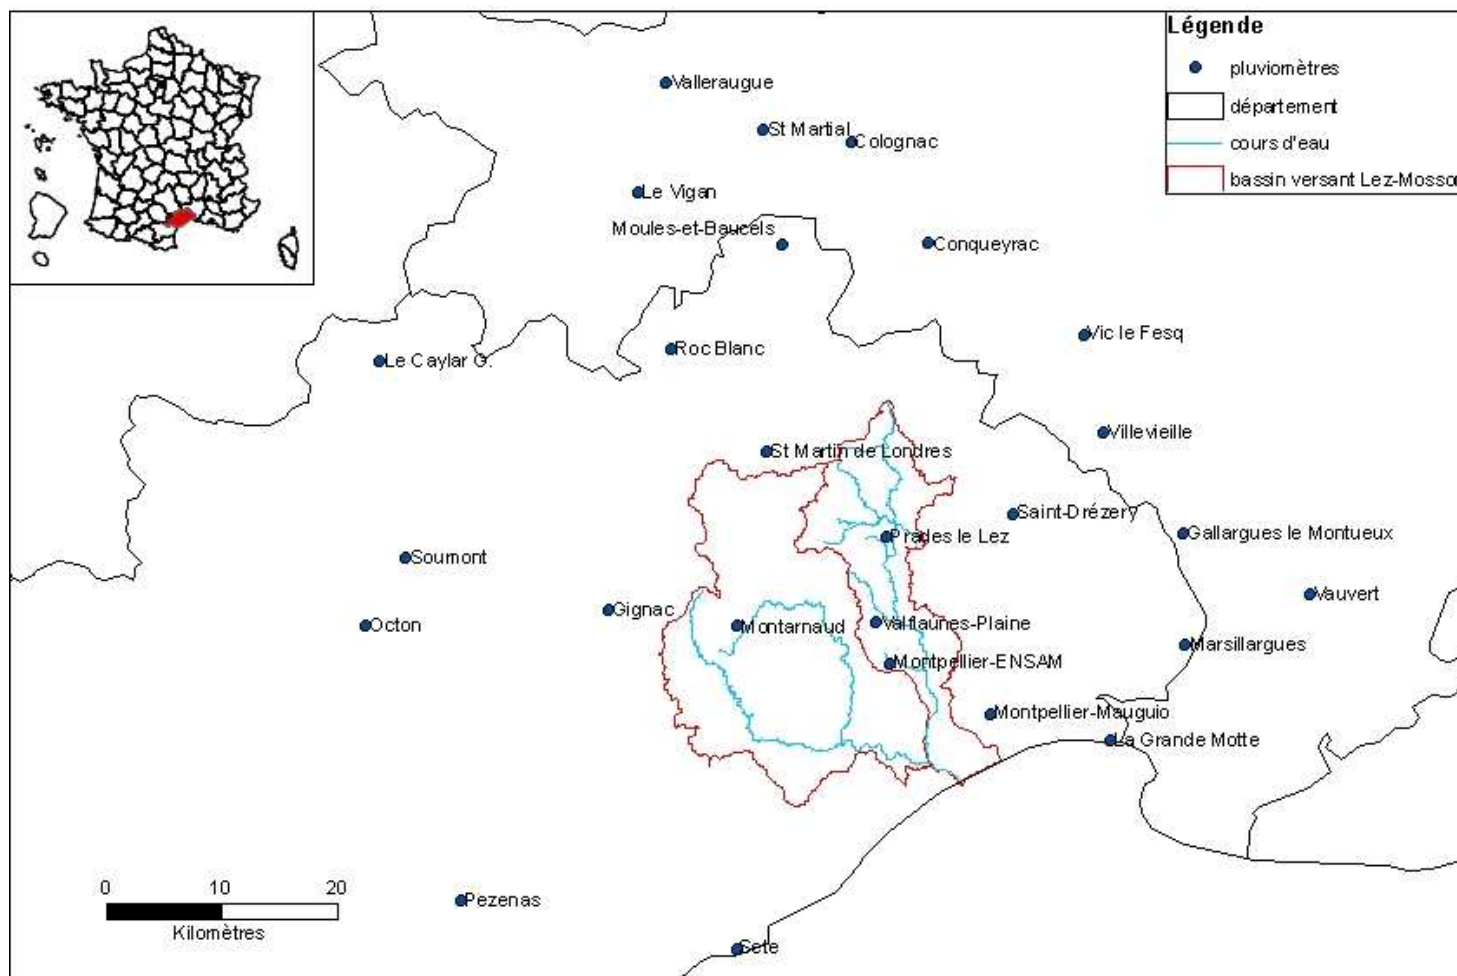 Légende
pluviomètres
département
cours d'eau
bassin versant Lez-Mosson
Valleraugue
St Martial
Colognac
Le Vigan
Moules-et-Baucels
Conqueyrac
Vic le Fesq
Roc Blanc
Le Caylar O.
Villevieille
St Martin de Londres
Saint-Drézery
Gallargues le Montueux
Prades le Lez
Soumont
Vauvert
Gignac
Octon
Montarnaud
Valflaunes-Plaine
Marsillargues
Montpellier-ENSAM
Montpellier-Mauguio
La Grande Motte
0 10 20
Kilomètres
Pezenas
Sete